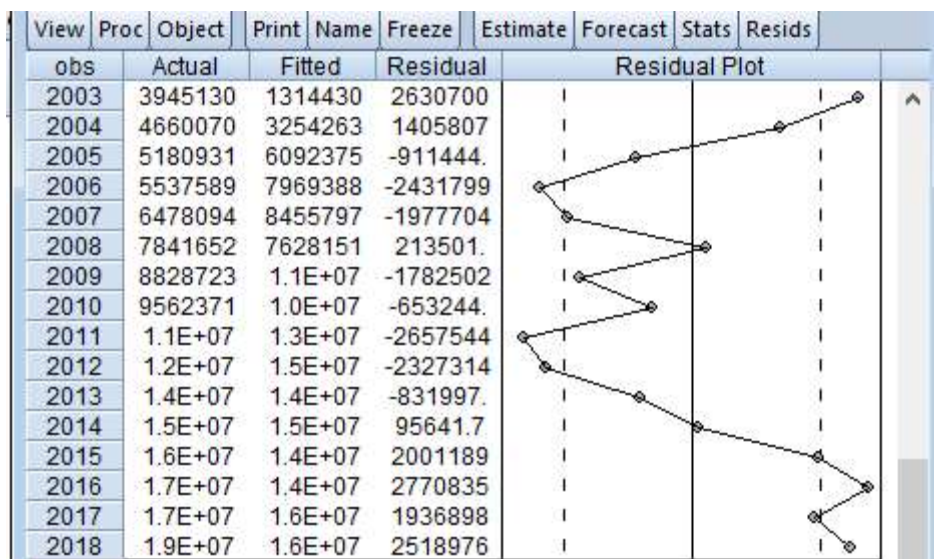 View Proc Object Print Name Freeze Estimate Forecast Stats Resids
obs Actual Fitted Residual Residual Plot
2003 3945130 1314430 2630700
2004 4660070 3254263 1405807
2005 5180931 6092375 -911444.
2006 5537589 7969388 -2431799
2007 6478094 8455797 -1977704
2008 7841652 7628151 213501.
2009 8828723 1.1E+07 -1782502
2010 9562371 1.0E+07 -653244.
2011 1.1E+07 1.3E+07 -2657544
2012 1.2E+07 1.5E+07 -2327314
2013 1.4E+07 1.4E+07 -831997.
2014 1.5E+07 1.5E+07 95641.7
2015 1.6E+07 1.4E+07 2001189
2016 1.7E+07 1.4E+07 2770835
2017 1.7E+07 1.6E+07 1936898
2018 1.9E+07 1.6E+07 2518976